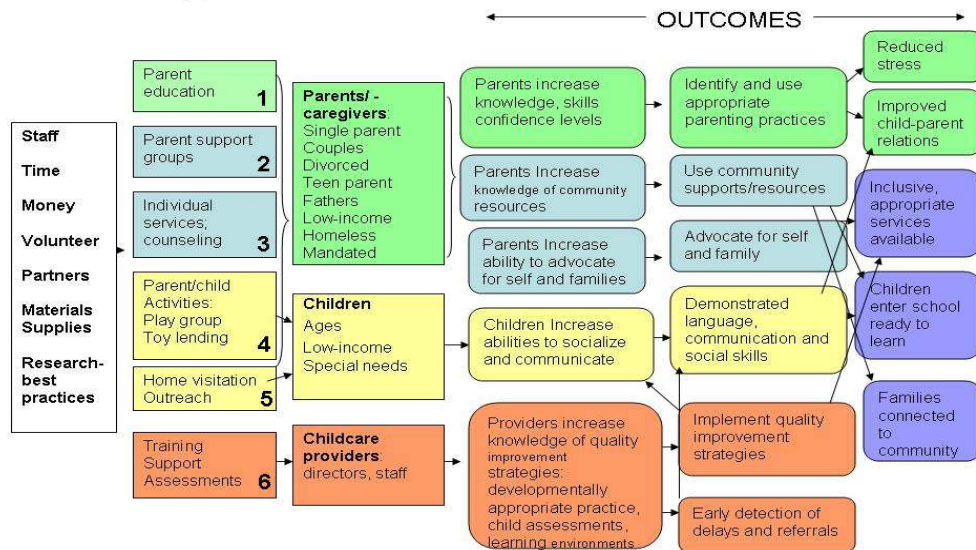 OUTCOMES
Staff
Time
Money
Volunteer
Partners
Materials
Supplies
Research-
best
practices
Parent
education
1
Parent support
groups
2
Individual
services;
counseling
3
Parent/child
Activities:
Play group
Toy lending
4
Home visitation
Outreach
5
Training
Support
Assessments
6
Parents/ -
caregivers:
Single parent
Couples
Divorced
Teen parent
Fathers
Low-income
Homeless
Mandated
Children
Ages
Low-income
Special needs
Childcare
providers:
directors, staff
Parents increase
knowledge, skills
confidence levels
Parents Increase
knowledge of community
resources
Parents Increase
ability to advocate
for self and families
Children Increase
abilities to socialize
and communicate
Providers increase
knowledge of quality
improvement
strategies:
developmentally
appropriate practice,
child assessments,
learning environments
Identify and use
appropriate
parenting practices
Use community
supports/resources
Advocate for self
and family
Demonstrated
language,
communication and
social skills
Implement quality
improvement
strategies
Early detection of
delays and referrals
Reduced
stress
Improved
child-parent
relations
Inclusive,
appropriate
services
available
Children
enter school
ready to
learn
Families
connected
to
community